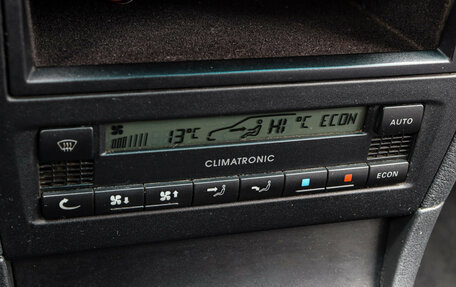 13°C HI °C ECON
AUTO
CLIMATRONIC
ECON